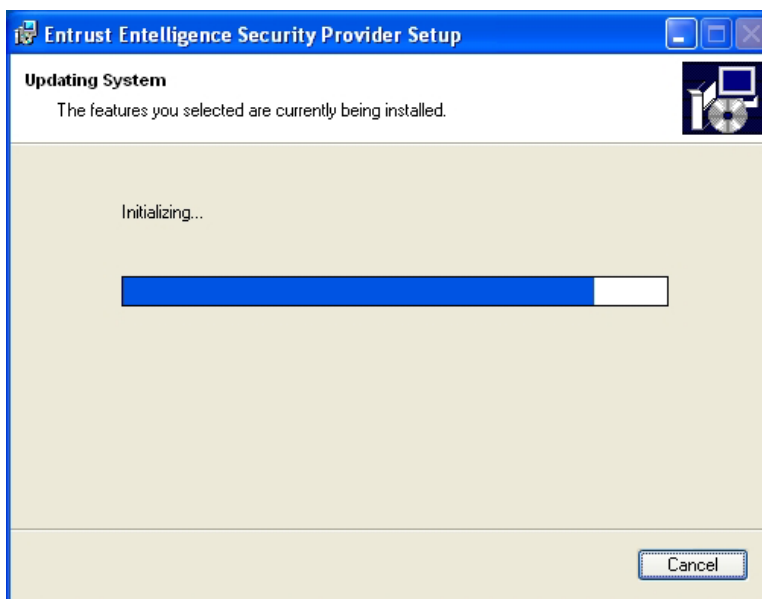 Entrust Entelligence Security Provider Setup
Updating System
The features you selected are currently being installed.
Initializing...
Cancel